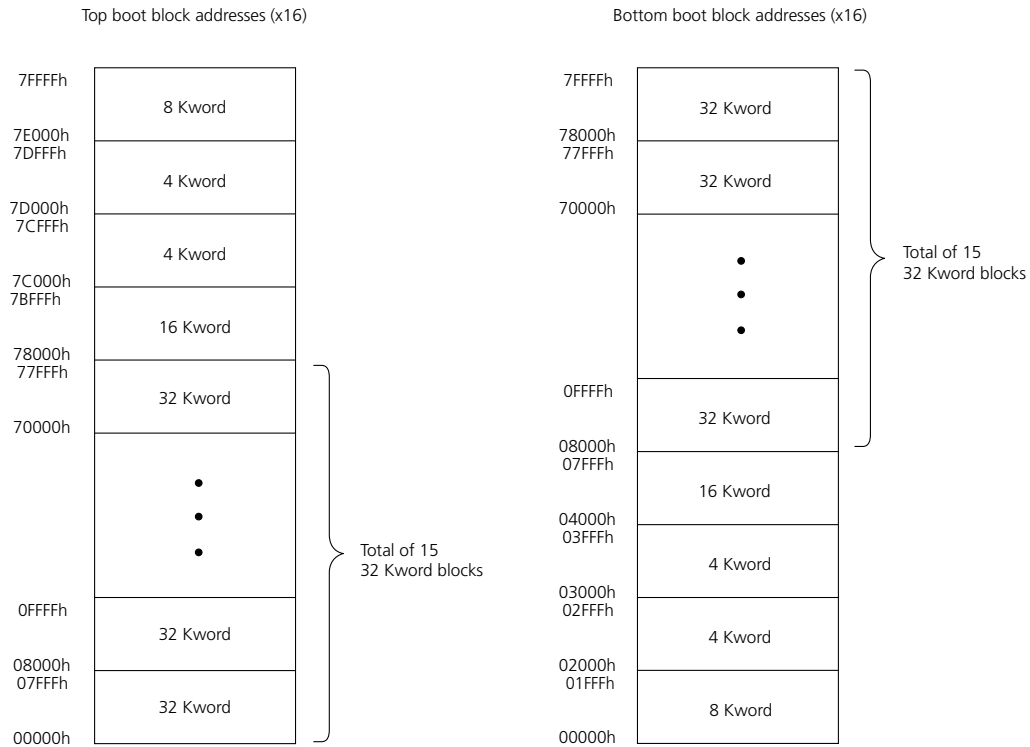 Top boot block addresses (x16)
7FFFFh
8 Kword
7E000h
7DFFFh
4 Kword
7D000h
7CFFFh
4 Kword
7C000h
7BFFFh
16 Kword
78000h
77FFFh
32 Kword
70000h
Total of 15
32 Kword blocks
0FFFFh
32 Kword
08000h
07FFFh
32 Kword
00000h
Bottom boot block addresses (x16)
7FFFFh
32 Kword
78000h
77FFFh
32 Kword
70000h
Total of 15
32 Kword blocks
0FFFFh
32 Kword
08000h
07FFFh
16 Kword
04000h
03FFFh
4 Kword
03000h
02FFFh
4 Kword
02000h
01FFFh
8 Kword
00000h